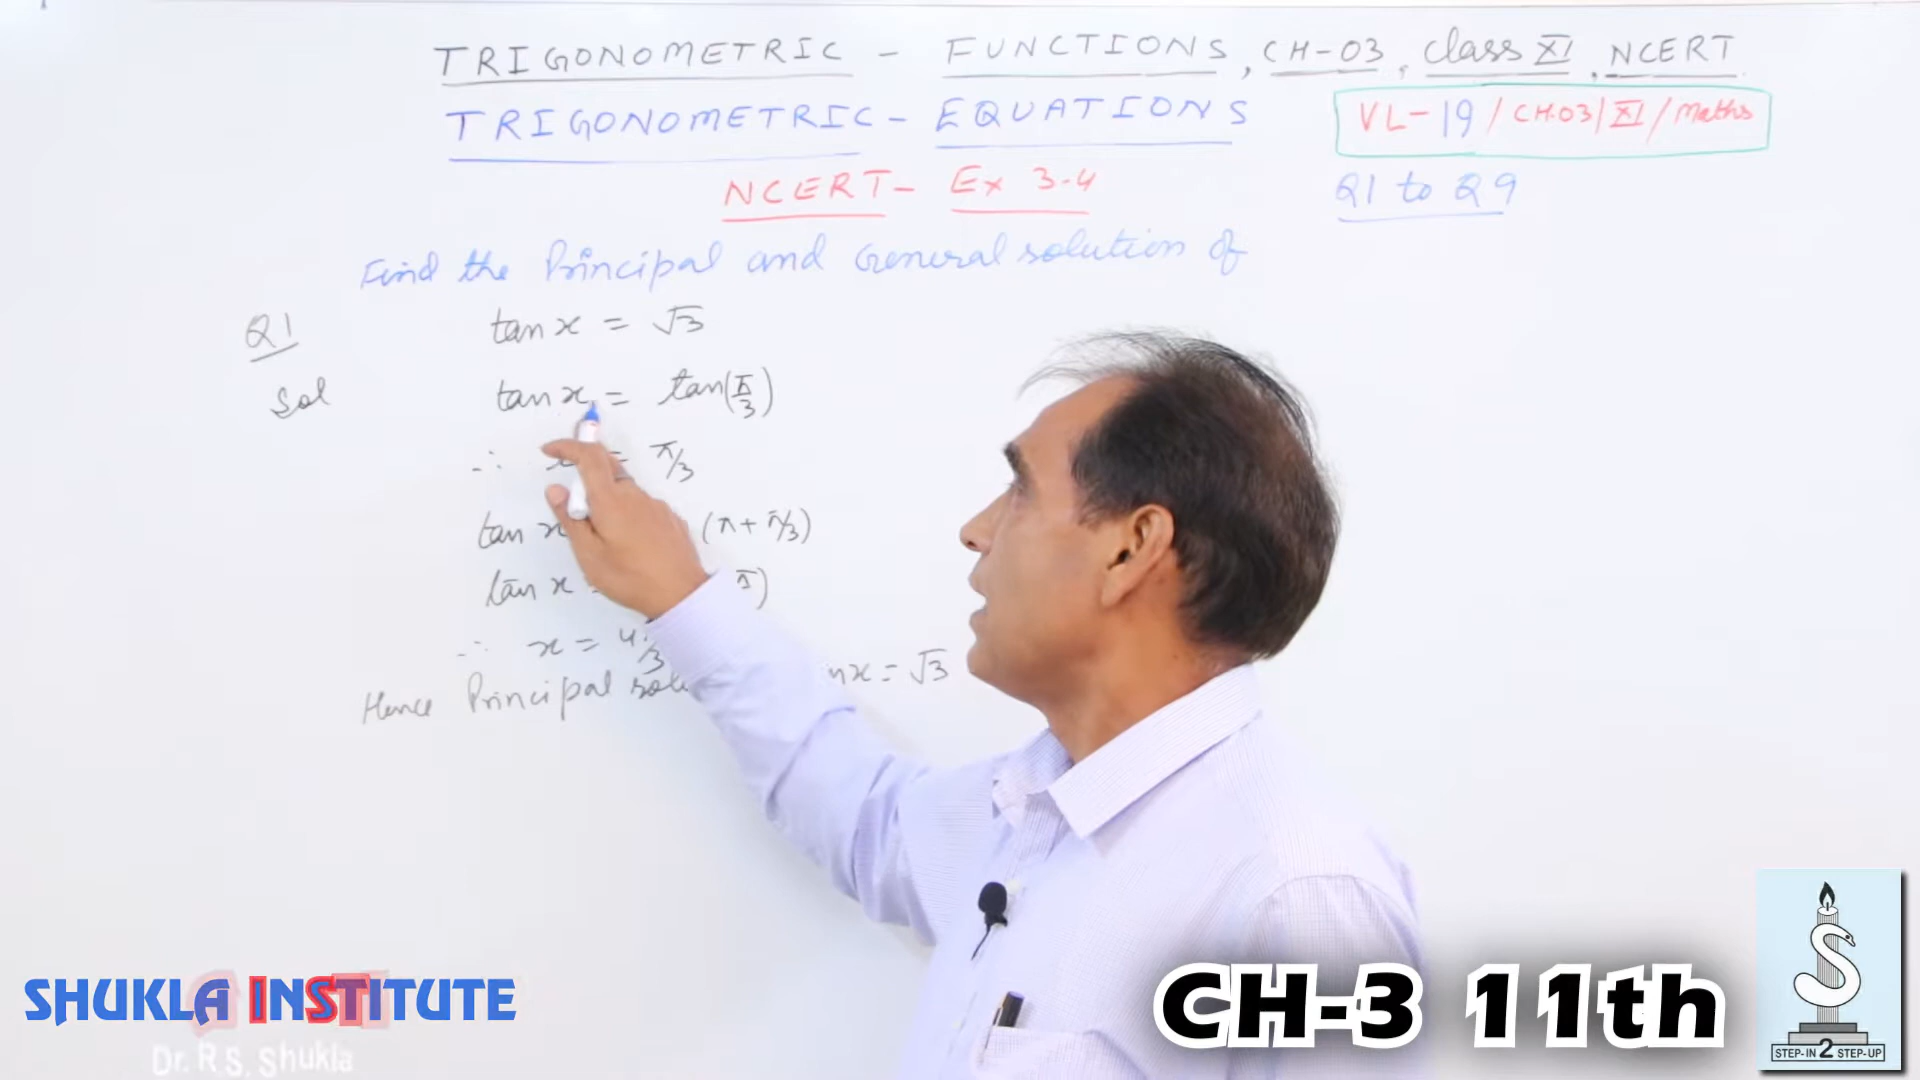 TRIGONOMETRIC - FUNCTIONS, CH-03, Class XI, NCERT
TRIGONOMETRIC - EQUATIONS
VL-19/CH.03/XI/Maths
NCERT- Ex 3.4
Q1 to Q9
Find the Principal and General solution of
Q1 tan x = √3
Sol tan x = tan(π/3)
∴ = π/3
tan x (π + π/3)
tan x =
∴ x = 4 /3
Hence Principal x = √3
SHUKLA INSTITUTE
Dr. R.S. Shukla
CH-3 11th
S
STEP-IN 2 STEP-UP